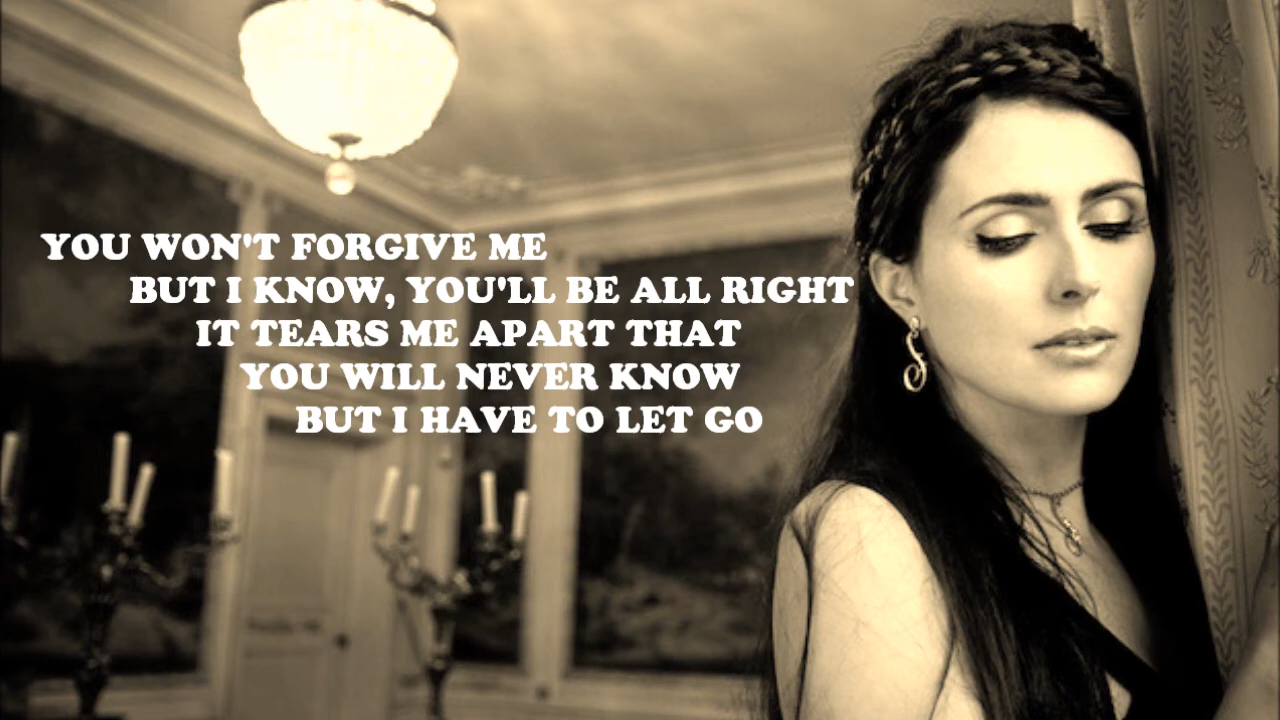 YOU WON'T FORGIVE ME
BUT I KNOW, YOU'LL BE ALL RIGHT
IT TEARS ME APART THAT
YOU WILL NEVER KNOW
BUT I HAVE TO LET GO